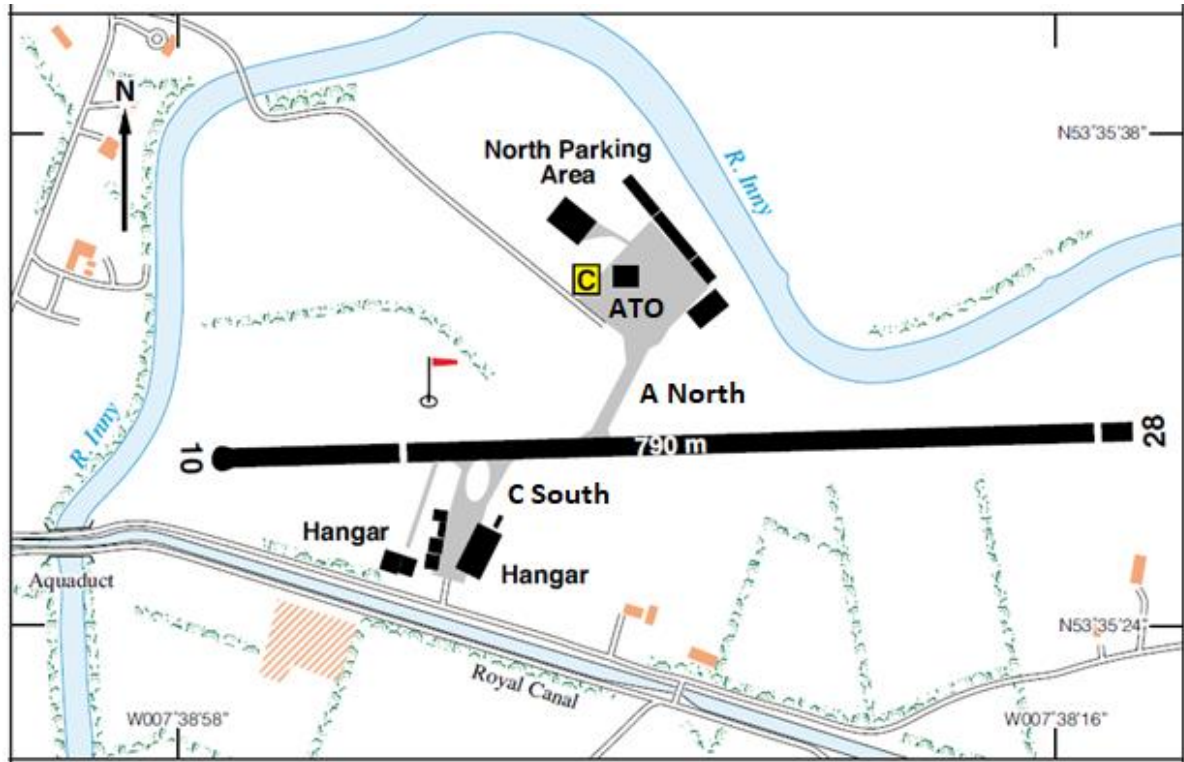 N
N53°35'38"
North Parking
Area
R. Inny
C
ATO
A North
R. Inny
10
790 m
28
C South
Hangar
Hangar
Aquaduct
N53°35'24"
Royal Canal
W007°38'58"
W007°38'16"